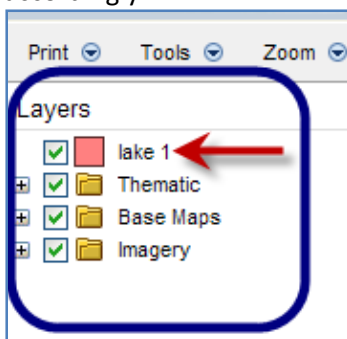 Print Tools Zoom
Layers
lake 1
Thematic
Base Maps
Imagery